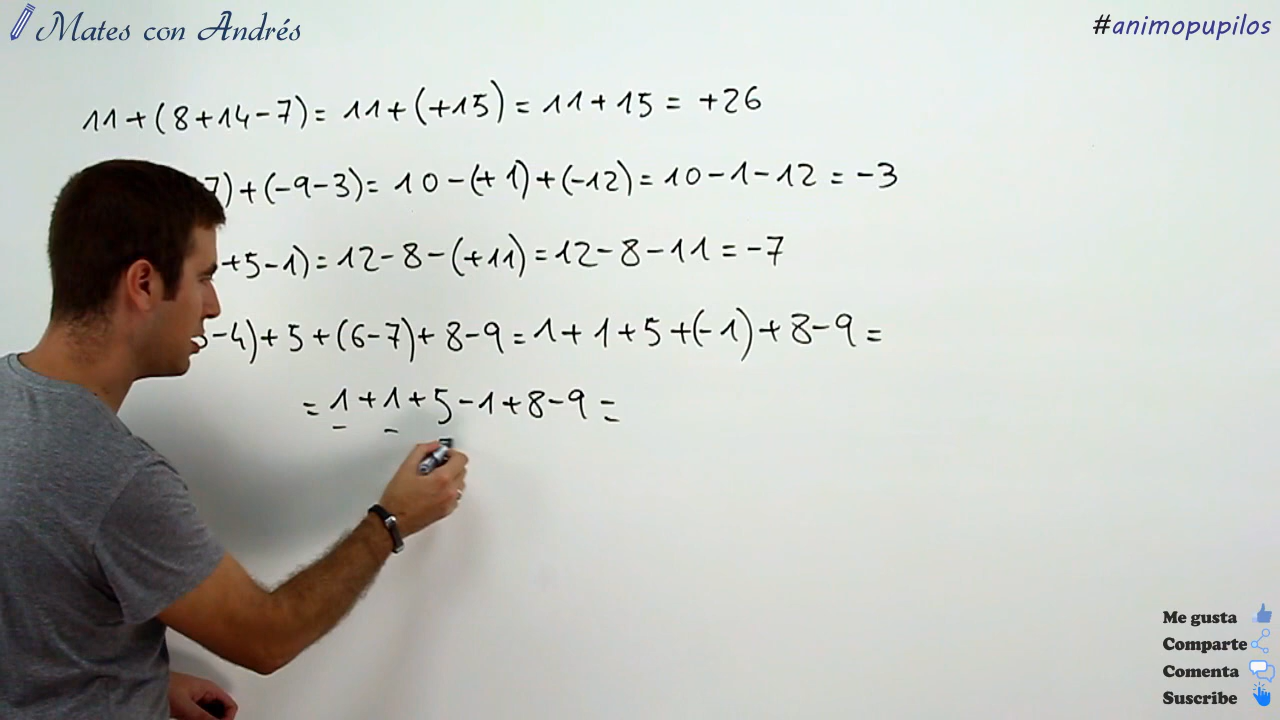 Mates con Andrés
#animopupilos
11+(8+14-7)= 11+(+15)= 11+15= +26
7)+(-9-3)= 10-(+1)+(-12)=10-1-12=-3
+5-1)=12-8-(+11)=12-8-11=-7
-4)+5+(6-7)+8-9=1+1+5+(-1)+8-9=
=1+1+5-1+8-9=
Me gusta
Comparte
Comenta
Suscribe